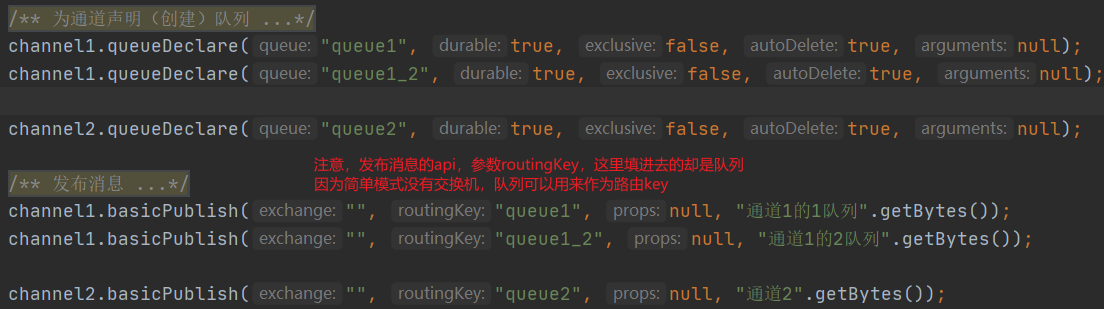 /** 为通道声明（创建）队列 ...*/
channel1.queueDeclare( queue: "queue1", durable: true, exclusive: false, autoDelete: true, arguments: null);
channel1.queueDeclare( queue: "queue1_2", durable: true, exclusive: false, autoDelete: true, arguments: null);
channel2.queueDeclare( queue: "queue2", durable: true, exclusive: false, autoDelete: true, arguments: null);
注意，发布消息的api，参数routingKey，这里填进去的却是队列
因为简单模式没有交换机，队列可以用来作为路由key
/** 发布消息 ...*/
channel1.basicPublish( exchange: "", routingKey: "queue1", props: null, "通道1的1队列".getBytes());
channel1.basicPublish( exchange: "", routingKey: "queue1_2", props: null, "通道1的2队列".getBytes());
channel2.basicPublish( exchange: "", routingKey: "queue2", props: null, "通道2".getBytes());